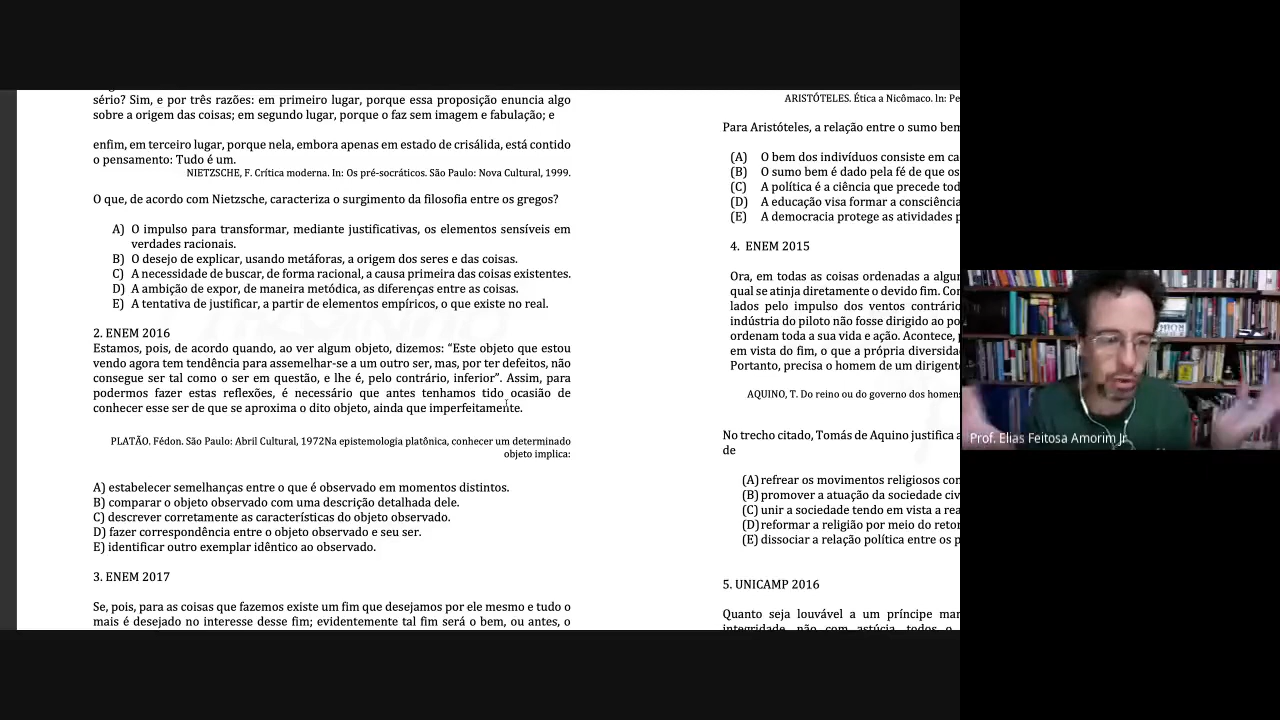 sério? Sim, e por três razões: em primeiro lugar, porque essa proposição enuncia algo
sobre a origem das coisas; em segundo lugar, porque o faz sem imagem e fabulação; e
enfim, em terceiro lugar, porque nela, embora apenas em estado de crisálida, está contido
o pensamento: Tudo é um.
NIETZSCHE, F. Crítica moderna. In: Os pré-socráticos. São Paulo: Nova Cultural, 1999.
O que, de acordo com Nietzsche, caracteriza o surgimento da filosofia entre os gregos?
A) O impulso para transformar, mediante justificativas, os elementos sensíveis em
verdades racionais.
B) O desejo de explicar, usando metáforas, a origem dos seres e das coisas.
C) A necessidade de buscar, de forma racional, a causa primeira das coisas existentes.
D) A ambição de expor, de maneira metódica, as diferenças entre as coisas.
E) A tentativa de justificar, a partir de elementos empíricos, o que existe no real.
2. ENEM 2016
Estamos, pois, de acordo quando, ao ver algum objeto, dizemos: “Este objeto que estou
vendo agora tem tendência para assemelhar-se a um outro ser, mas, por ter defeitos, não
consegue ser tal como o ser em questão, e lhe é, pelo contrário, inferior”. Assim, para
podermos fazer estas reflexões, é necessário que antes tenhamos tido ocasião de
conhecer esse ser de que se aproxima o dito objeto, ainda que imperfeitamente.
PLATÃO. Fédon. São Paulo: Abril Cultural, 1972Na epistemologia platônica, conhecer um determinado
objeto implica:
A) estabelecer semelhanças entre o que é observado em momentos distintos.
B) comparar o objeto observado com uma descrição detalhada dele.
C) descrever corretamente as características do objeto observado.
D) fazer correspondência entre o objeto observado e seu ser.
E) identificar outro exemplar idêntico ao observado.
3. ENEM 2017
Se, pois, para as coisas que fazemos existe um fim que desejamos por ele mesmo e tudo o
mais é desejado no interesse desse fim; evidentemente tal fim será o bem, ou antes, o
ARISTÓTELES. Ética a Nicômaco. In: Pe
Para Aristóteles, a relação entre o sumo bem
(A) O bem dos indivíduos consiste em ca
(B) O sumo bem é dado pela fé de que os
(C) A política é a ciência que precede tod
(D) A educação visa formar a consciência
(E) A democracia protege as atividades p
4. ENEM 2015
Ora, em todas as coisas ordenadas a algum
qual se atinja diretamente o devido fim. Com
lados pelo impulso dos ventos contrário
indústria do piloto não fosse dirigido ao po
ordenam toda a sua vida e ação. Acontece, p
em vista do fim, o que a própria diversidad
Portanto, precisa o homem de um dirigente
AQUINO, T. Do reino ou do governo dos homens
No trecho citado, Tomás de Aquino justifica a
de
(A) refrear os movimentos religiosos con
(B) promover a atuação da sociedade civ
(C) unir a sociedade tendo em vista a rea
(D) reformar a religião por meio do retor
(E) dissociar a relação política entre os p
5. UNICAMP 2016
Quanto seja louvável a um príncipe man
integridade, não com astúcia, todos o
Prof. Elias Feitosa Amorim Jr